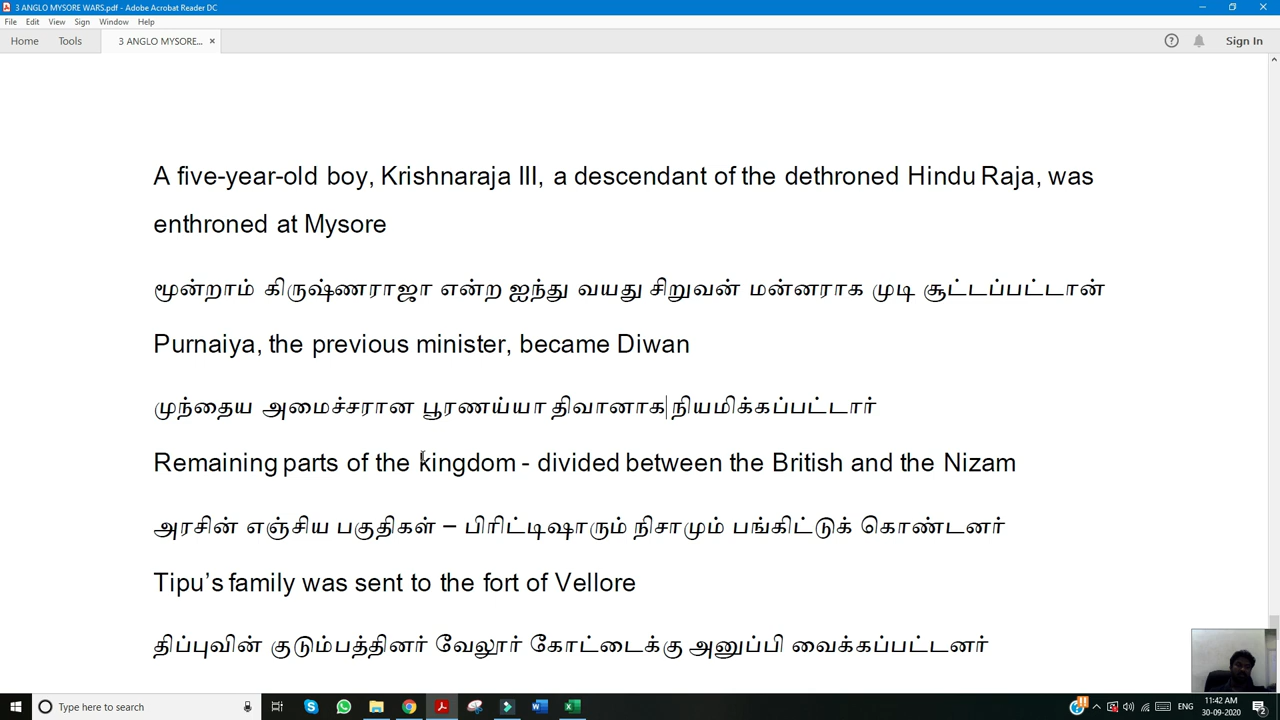 3 ANGLO MYSORE WARS.pdf - Adobe Acrobat Reader DC
File Edit View Sign Window Help
Home Tools 3 ANGLO MYSORE... × Sign In
A five-year-old boy, Krishnaraja III, a descendant of the dethroned Hindu Raja, was
enthroned at Mysore
மூன்றாம் கிருஷ்ணராஜா என்ற ஐந்து வயது சிறுவன் மன்னராக முடி சூட்டப்பட்டான்
Purnaiya, the previous minister, became Diwan
முந்தைய அமைச்சரான பூரணய்யா திவானாக நியமிக்கப்பட்டார்
Remaining parts of the kingdom - divided between the British and the Nizam
அரசின் எஞ்சிய பகுதிகள் – பிரிட்டிஷாரும் நிசாமும் பங்கிட்டுக் கொண்டனர்
Tipu’s family was sent to the fort of Vellore
திப்புவின் குடும்பத்தினர் வேலூர் கோட்டைக்கு அனுப்பி வைக்கப்பட்டனர்
Type here to search
ENG
11:42 AM
30-09-2020